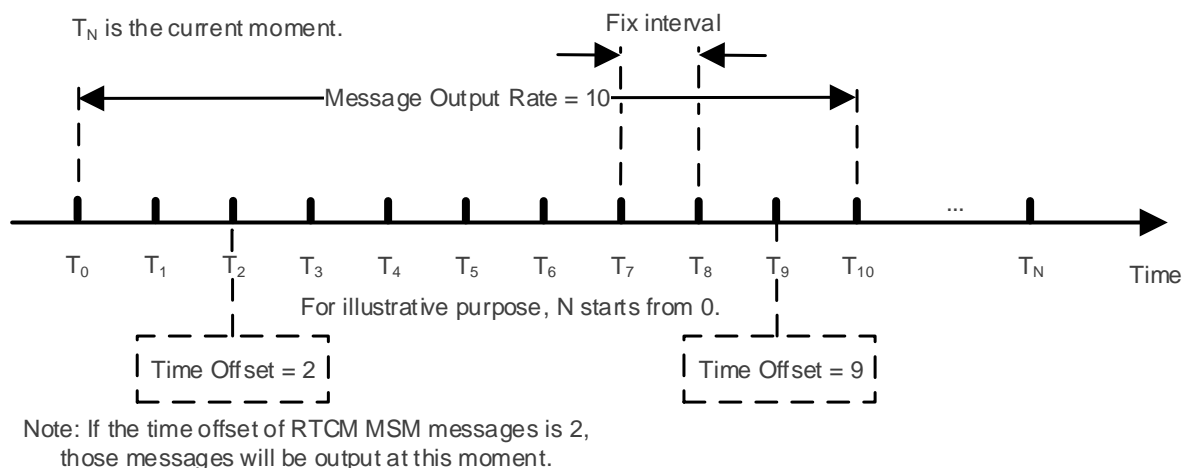 T_N is the current moment.
Fix interval
Message Output Rate = 10
...
T_0 T_1 T_2 T_3 T_4 T_5 T_6 T_7 T_8 T_9 T_10 T_N
Time
For illustrative purpose, N starts from 0.
Time Offset = 2
Time Offset = 9
Note: If the time offset of RTCM MSM messages is 2,
those messages will be output at this moment.